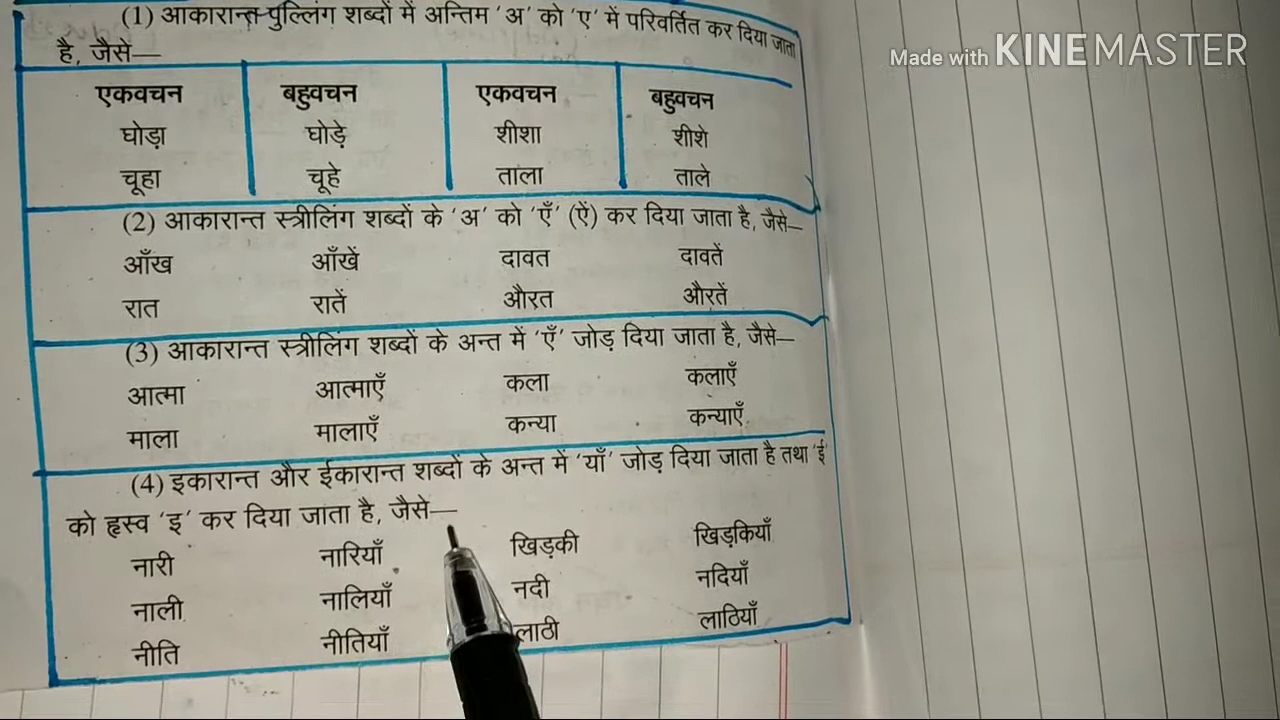 (1) आकारान्त पुल्लिंग शब्दों में अन्तिम 'अ' को 'ए' में परिवर्तित कर दिया जाता
है, जैसे—
एकवचन बहुवचन एकवचन बहुवचन
घोड़ा घोड़े शीशा शीशे
चूहा चूहे ताला ताले
(2) आकारान्त स्त्रीलिंग शब्दों के 'अ' को 'एँ' (ऐं) कर दिया जाता है, जैसे—
आँख आँखें दावत दावतें
रात रातें औरत औरतें
(3) आकारान्त स्त्रीलिंग शब्दों के अन्त में 'एँ' जोड़ दिया जाता है, जैसे—
आत्मा आत्माएँ कला कलाएँ
माला मालाएँ कन्या कन्याएँ
(4) इकारान्त और ईकारान्त शब्दों के अन्त में 'याँ' जोड़ दिया जाता है तथा 'ई'
को हृस्व 'इ' कर दिया जाता है, जैसे—
नारी नारियाँ खिड़की खिड़कियाँ
नाली नालियाँ नदी नदियाँ
नीति नीतियाँ लाठी लाठियाँ
Made with KINEMASTER